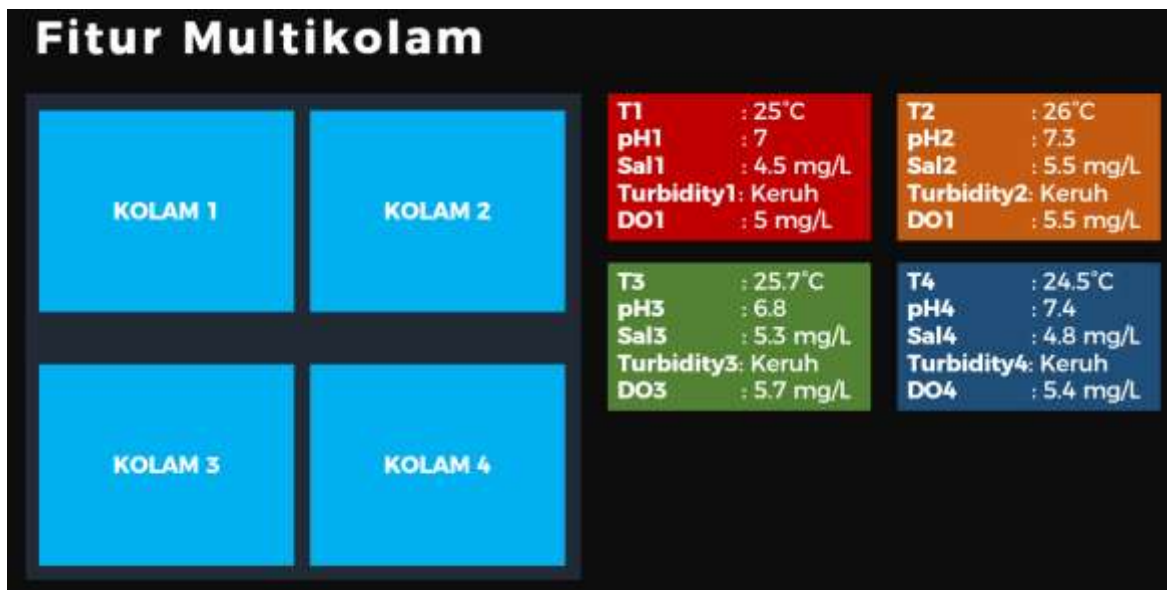 Fitur Multikolam
KOLAM 1
KOLAM 2
KOLAM 3
KOLAM 4
T1 : 25°C
pH1 : 7
Sal1 : 4.5 mg/L
Turbidity1: Keruh
DO1 : 5 mg/L
T2 : 26°C
pH2 : 7.3
Sal2 : 5.5 mg/L
Turbidity2: Keruh
DO1 : 5.5 mg/L
T3 : 25.7°C
pH3 : 6.8
Sal3 : 5.3 mg/L
Turbidity3: Keruh
DO3 : 5.7 mg/L
T4 : 24.5°C
pH4 : 7.4
Sal4 : 4.8 mg/L
Turbidity4: Keruh
DO4 : 5.4 mg/L